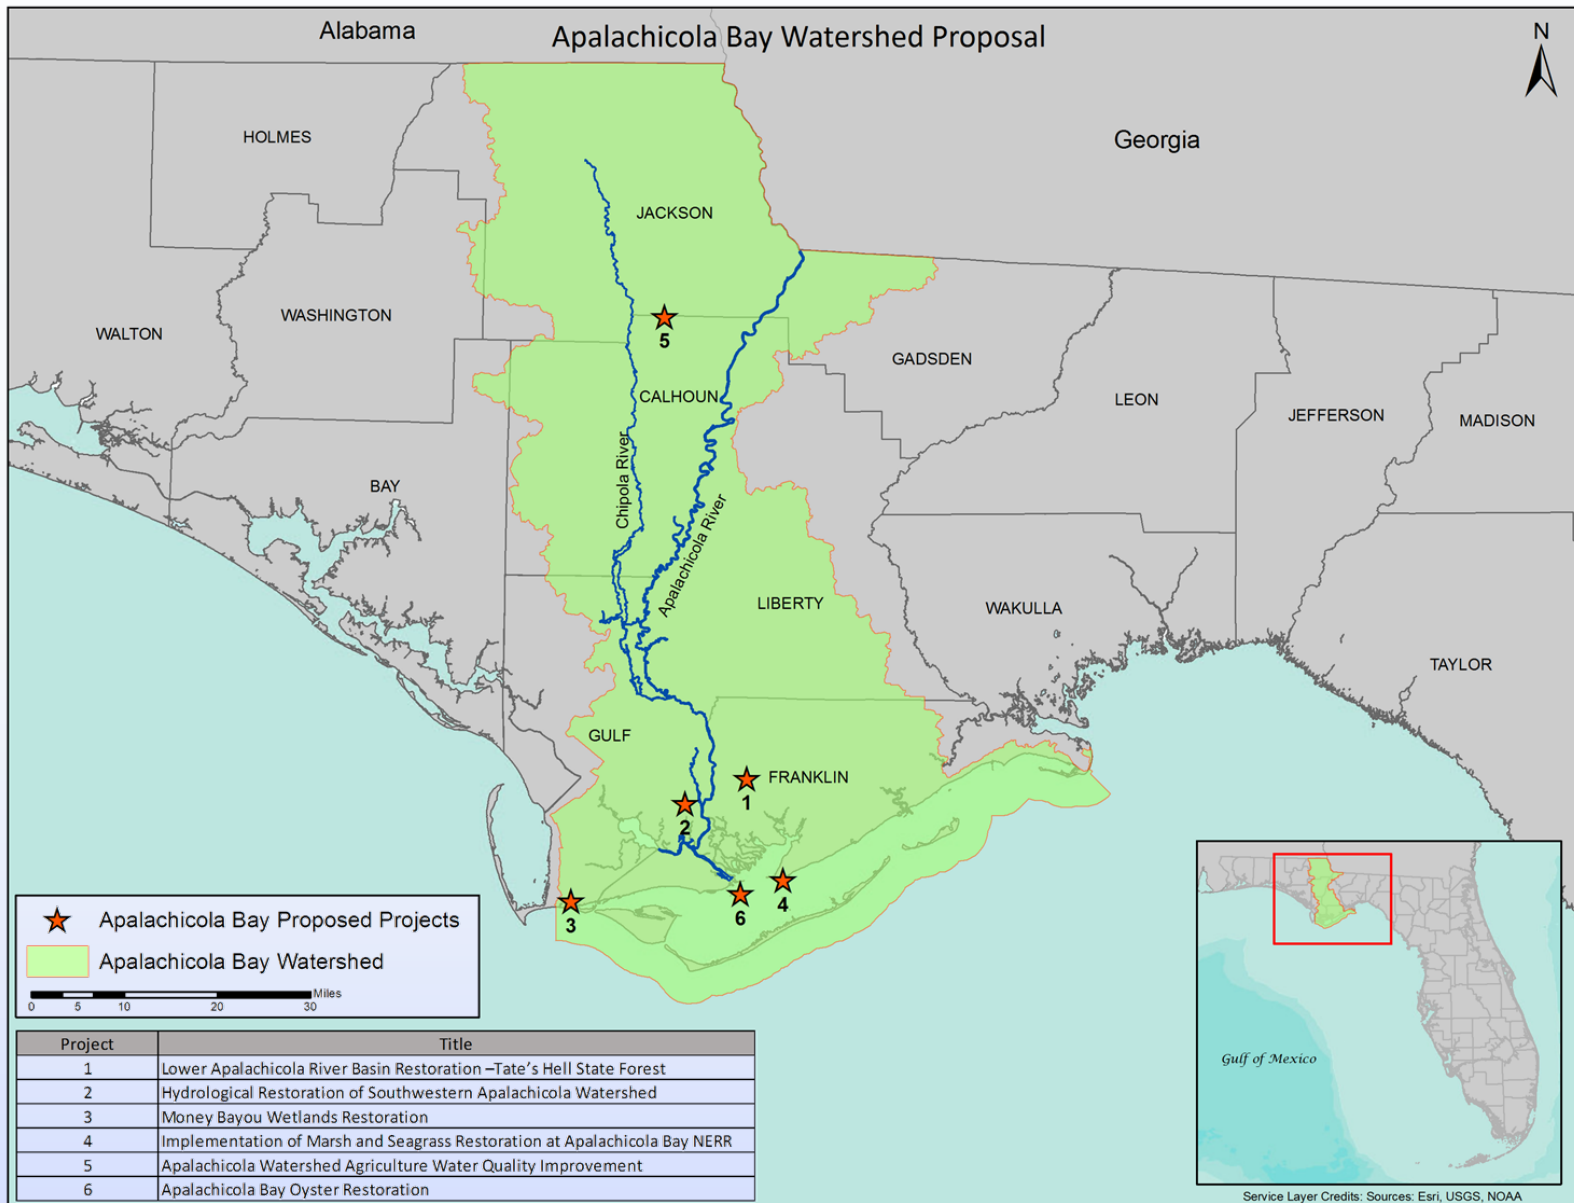 Alabama
Apalachicola Bay Watershed Proposal
N
HOLMES
Georgia
JACKSON
WASHINGTON
WALTON
5
GADSDEN
CALHOUN
LEON
JEFFERSON
MADISON
Chipola River
BAY
Apalachicola River
LIBERTY
WAKULLA
TAYLOR
GULF
FRANKLIN
1
2
4
6
3
Apalachicola Bay Proposed Projects
Apalachicola Bay Watershed
Miles
0 5 10 20 30
Project Title
1 Lower Apalachicola River Basin Restoration –Tate's Hell State Forest
2 Hydrological Restoration of Southwestern Apalachicola Watershed
3 Money Bayou Wetlands Restoration
4 Implementation of Marsh and Seagrass Restoration at Apalachicola Bay NERR
5 Apalachicola Watershed Agriculture Water Quality Improvement
6 Apalachicola Bay Oyster Restoration
Gulf of Mexico
Service Layer Credits: Sources: Esri, USGS, NOAA